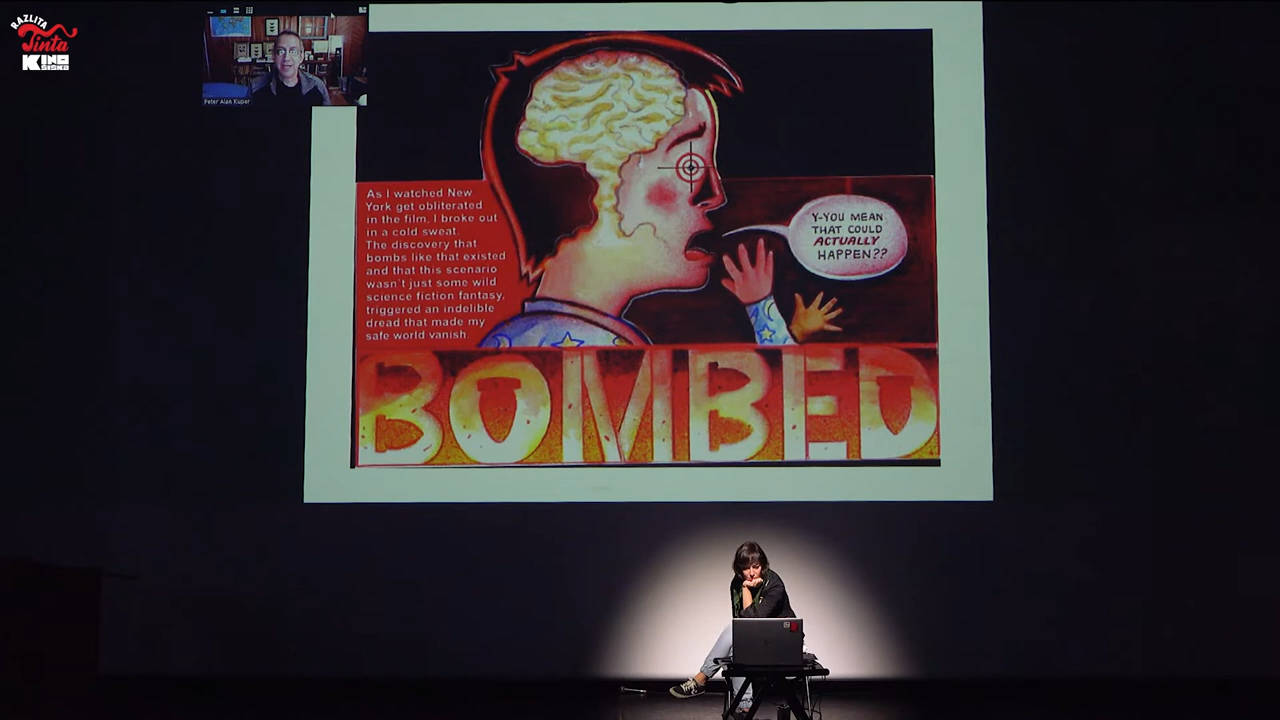 RAZLITA
Tinta
KINO
SIŠKA
Peter Alan Kuper
As I watched New
York get obliterated
in the film, I broke out
in a cold sweat.
The discovery that
bombs like that existed
and that this scenario
wasn't just some wild
science fiction fantasy,
triggered an indelible
dread that made my
safe world vanish.
Y-YOU MEAN
THAT COULD
ACTUALLY
HAPPEN??
BOMBED